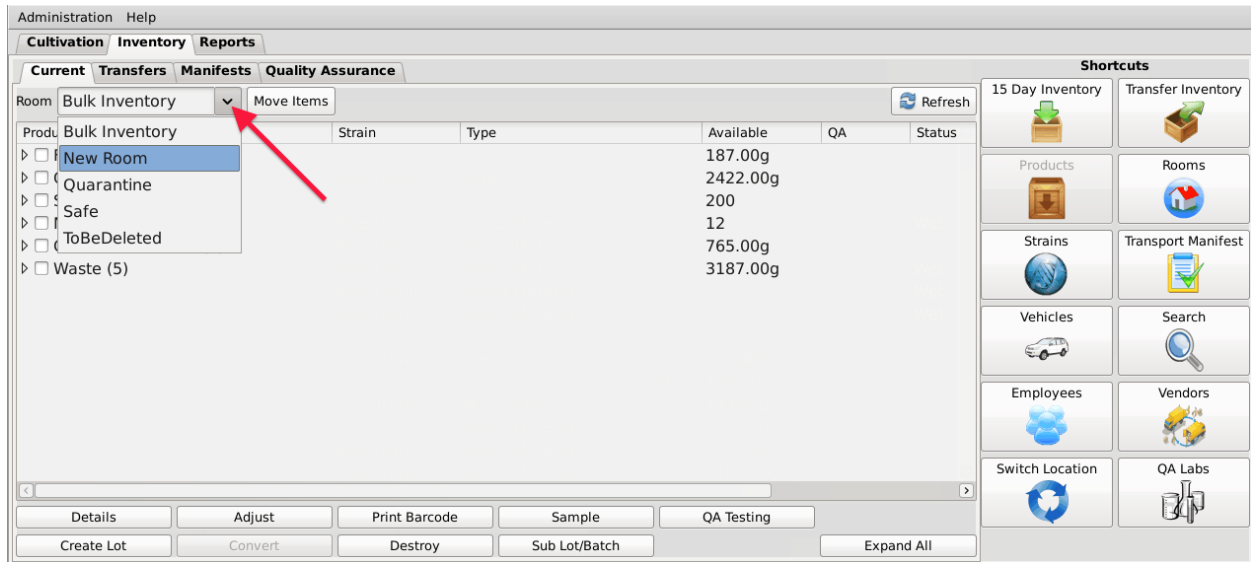 Administration Help
Cultivation Inventory Reports
Current Transfers Manifests Quality Assurance
Shortcuts
Room Bulk Inventory Move Items Refresh
Bulk Inventory Strain Type Available QA Status
New Room 187.00g
Quarantine 2422.00g
Safe 200
12
ToBeDeleted 765.00g
Waste (5) 3187.00g
Details Adjust Print Barcode Sample QA Testing
Create Lot Convert Destroy Sub Lot/Batch Expand All
15 Day Inventory Transfer Inventory
Products Rooms
Strains Transport Manifest
Vehicles Search
Employees Vendors
Switch Location QA Labs